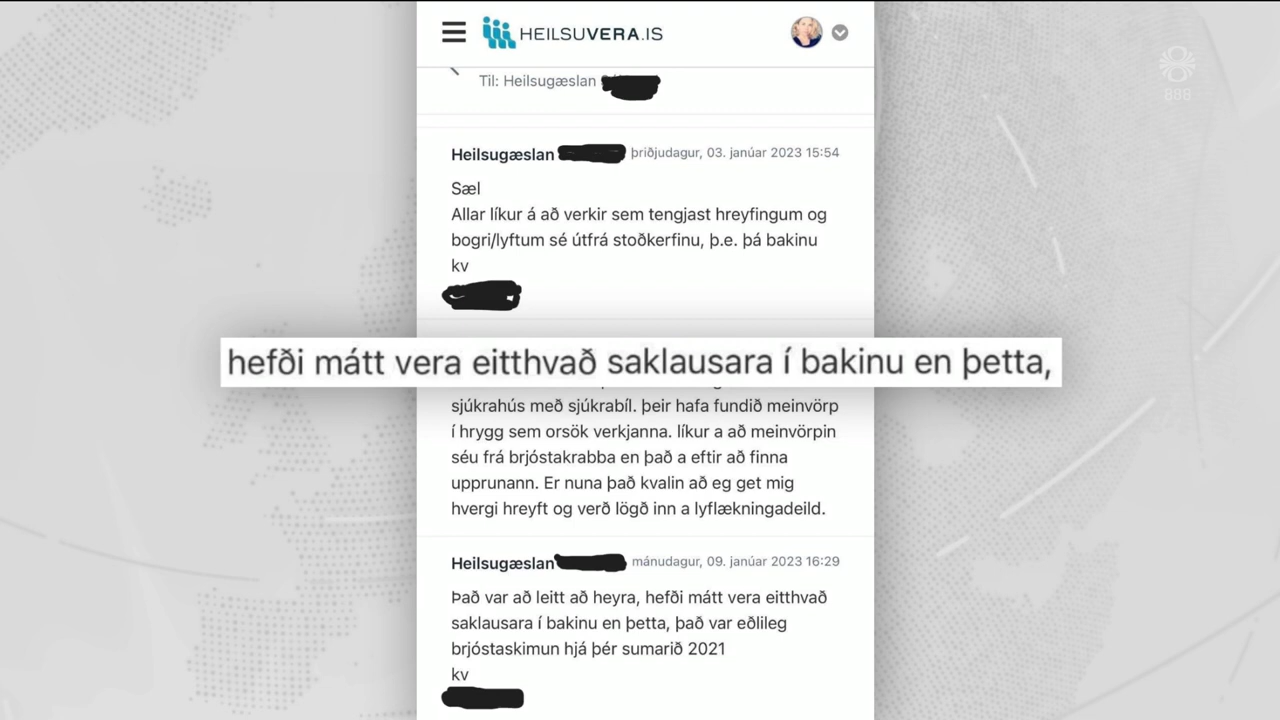 HEILSUVERA.IS
888
Til: Heilsugæslan
Heilsugæslan
þriðjudagur, 03. janúar 2023 15:54
Sæl
Allar líkur á að verkir sem tengjast hreyfingum og
bogri/lyftum sé útfrá stoðkerfinu, þ.e. þá bakinu
kv
hefði mátt vera eitthvað saklausara í bakinu en þetta,
sjúkrahús með sjúkrabíl. þeir hafa fundið meinvörp
í hrygg sem orsök verkjanna. líkur a að meinvörpin
séu frá brjóstakrabba en það a eftir að finna
upprunann. Er nuna það kvalin að eg get mig
hvergi hreyft og verð lögð inn a lyflækningadeild.
Heilsugæslan
mánudagur, 09. janúar 2023 16:29
Það var að leitt að heyra, hefði mátt vera eitthvað
saklausara í bakinu en þetta, það var eðlileg
brjóstaskimun hjá þér sumarið 2021
kv